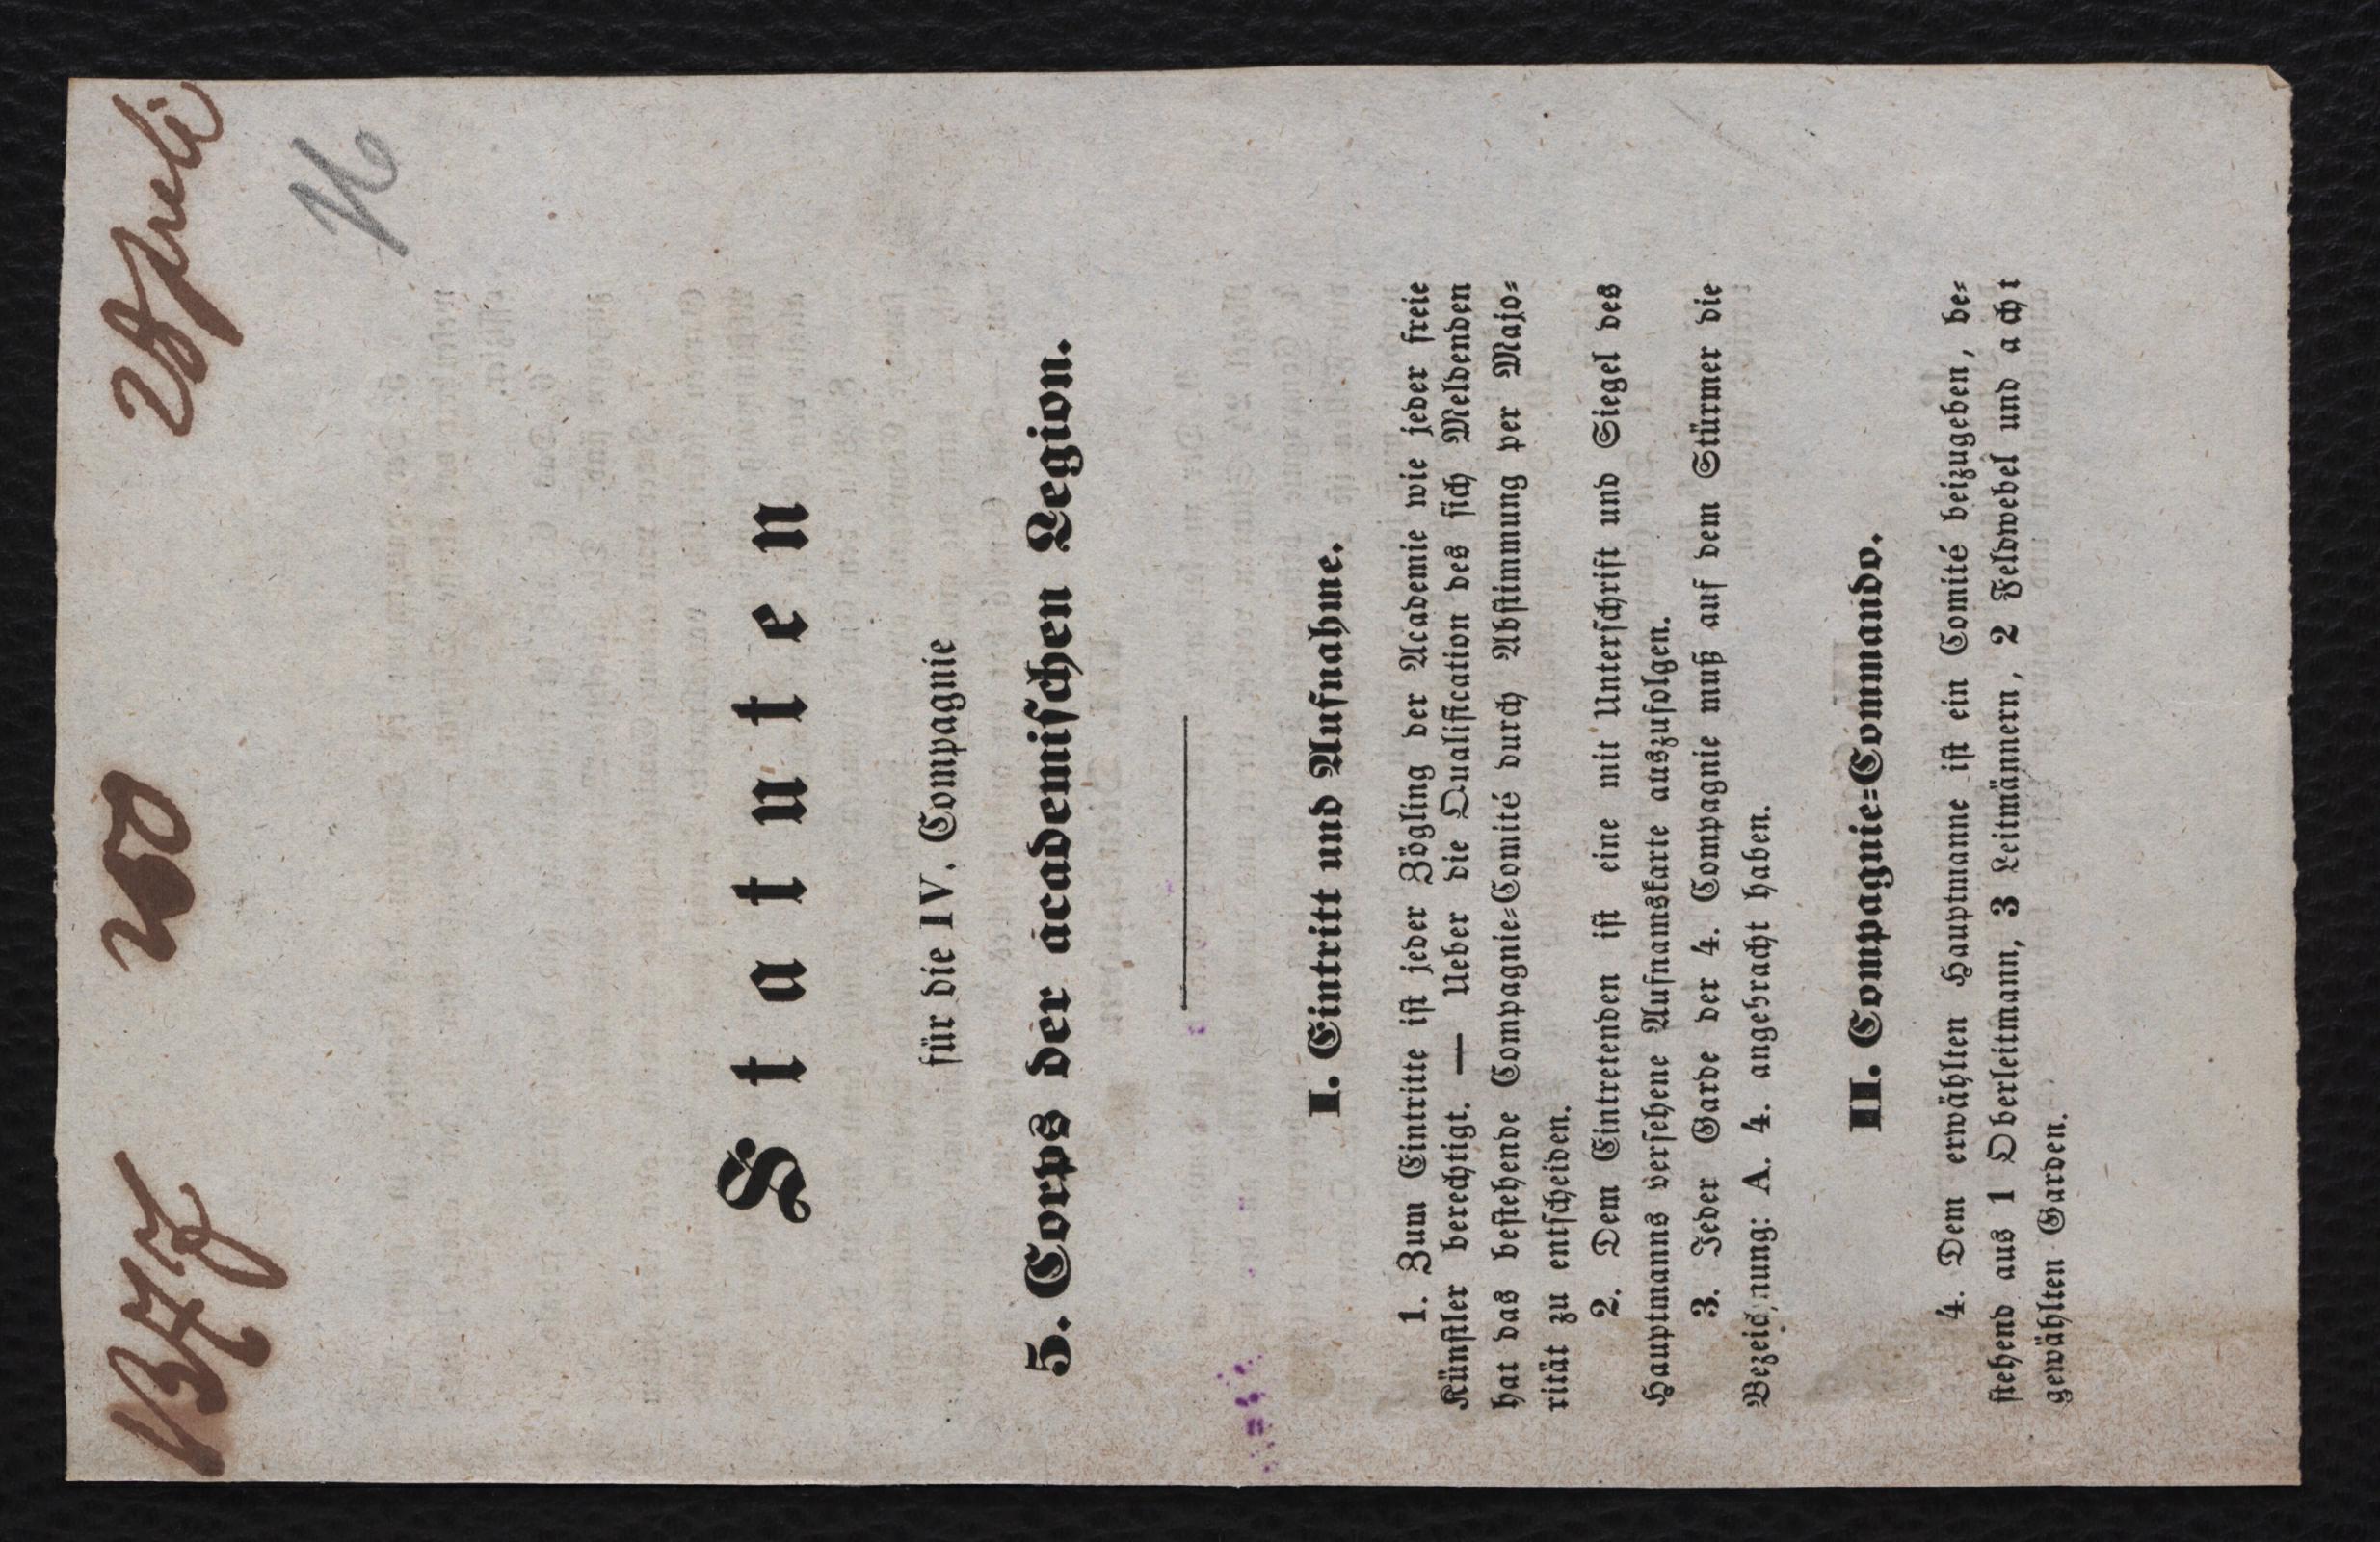 Statuten
für die IV. Compagnie
5. Corps der academischen Legion.
I. Eintritt und Aufnahme.
1. Zum Eintritte ist jeder Zögling der Academie wie jeder freie
Künstler berechtigt. — Ueber die Qualification des sich Meldenden
hat das bestehende Compagnie-Comité durch Abstimmung per Majo-
rität zu entscheiden.
2. Dem Eintretenden ist eine mit Unterschrift und Siegel des
Hauptmanns versehene Aufnamskarte auszufolgen.
3. Jeder Garde der 4. Compagnie muß auf dem Stürmer die
Bezeichnung: A. 4. angebracht haben.
II. Compagnie-Commando.
4. Dem erwählten Hauptmanne ist ein Comité beizugeben, be-
stehend aus 1 Oberleitmann, 3 Leitmännern, 2 Feldwebel und acht
gewählten Garden.